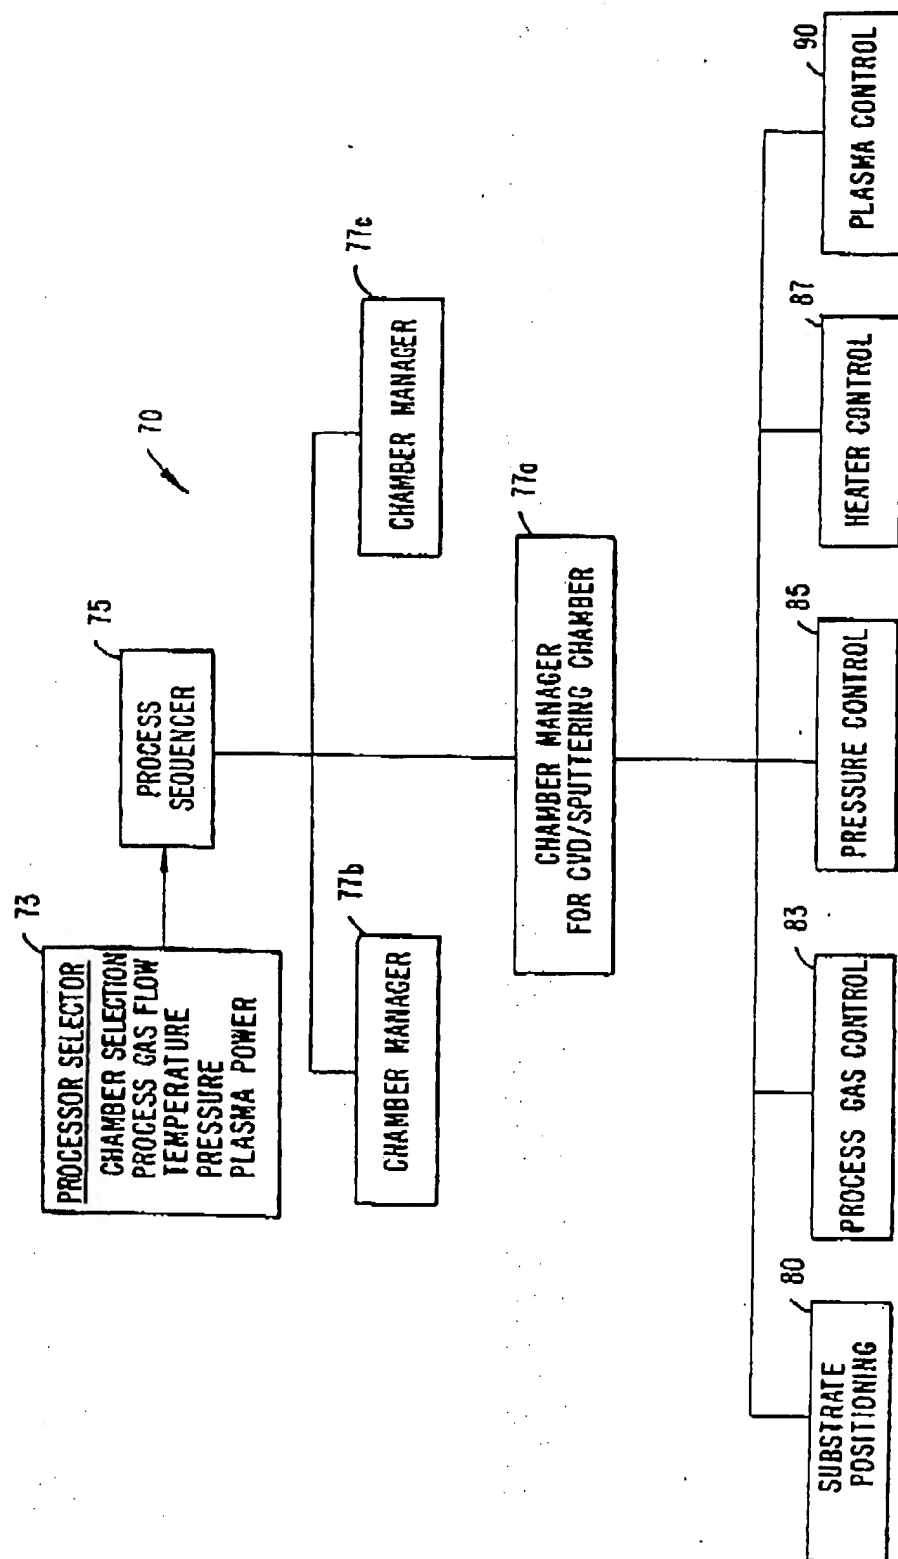 70
73
PROCESSOR SELECTOR
CHAMBER SELECTION
PROCESS GAS FLOW
TEMPERATURE
PRESSURE
PLASMA POWER
75
PROCESS
SEQUENCER
77b
CHAMBER MANAGER
77c
CHAMBER MANAGER
77a
CHAMBER MANAGER
FOR CVD/SPUTTERING CHAMBER
80
SUBSTRATE
POSITIONING
83
PROCESS GAS CONTROL
85
PRESSURE CONTROL
87
HEATER CONTROL
90
PLASMA CONTROL